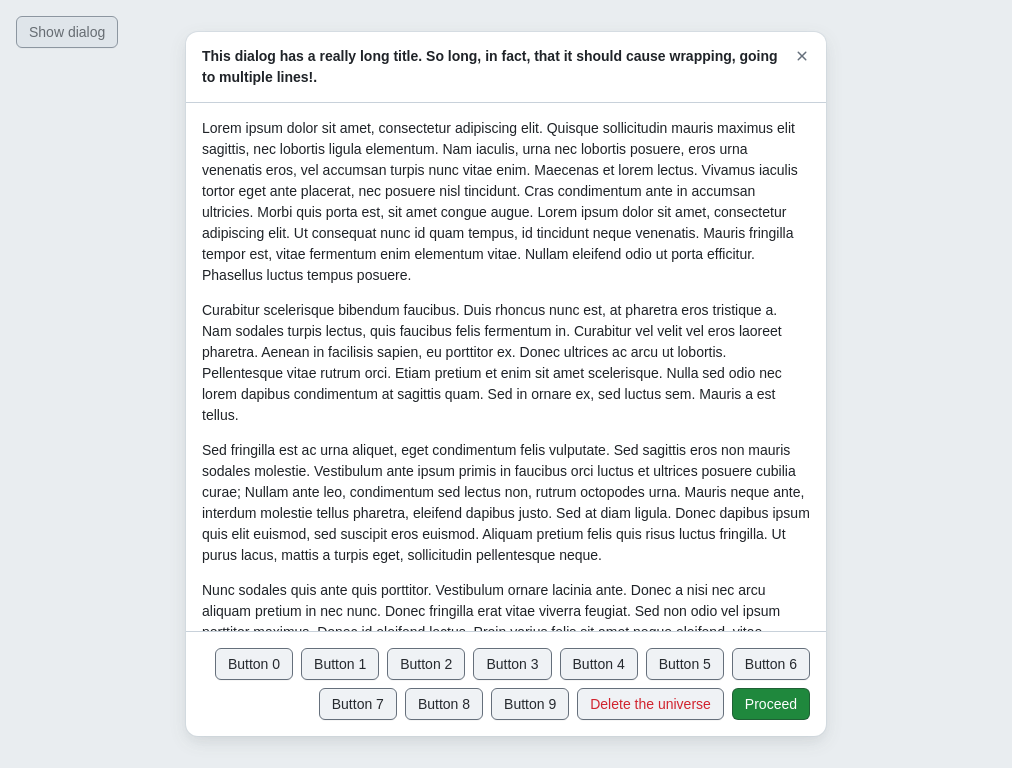 Show dialog
This dialog has a really long title. So long, in fact, that it should cause wrapping, going
to multiple lines!.
Lorem ipsum dolor sit amet, consectetur adipiscing elit. Quisque sollicitudin mauris maximus elit
sagittis, nec lobortis ligula elementum. Nam iaculis, urna nec lobortis posuere, eros urna
venenatis eros, vel accumsan turpis nunc vitae enim. Maecenas et lorem lectus. Vivamus iaculis
tortor eget ante placerat, nec posuere nisl tincidunt. Cras condimentum ante in accumsan
ultricies. Morbi quis porta est, sit amet congue augue. Lorem ipsum dolor sit amet, consectetur
adipiscing elit. Ut consequat nunc id quam tempus, id tincidunt neque venenatis. Mauris fringilla
tempor est, vitae fermentum enim elementum vitae. Nullam eleifend odio ut porta efficitur.
Phasellus luctus tempus posuere.
Curabitur scelerisque bibendum faucibus. Duis rhoncus nunc est, at pharetra eros tristique a.
Nam sodales turpis lectus, quis faucibus felis fermentum in. Curabitur vel velit vel eros laoreet
pharetra. Aenean in facilisis sapien, eu porttitor ex. Donec ultrices ac arcu ut lobortis.
Pellentesque vitae rutrum orci. Etiam pretium et enim sit amet scelerisque. Nulla sed odio nec
lorem dapibus condimentum at sagittis quam. Sed in ornare ex, sed luctus sem. Mauris a est
tellus.
Sed fringilla est ac urna aliquet, eget condimentum felis vulputate. Sed sagittis eros non mauris
sodales molestie. Vestibulum ante ipsum primis in faucibus orci luctus et ultrices posuere cubilia
curae; Nullam ante leo, condimentum sed lectus non, rutrum octopodes urna. Mauris neque ante,
interdum molestie tellus pharetra, eleifend dapibus justo. Sed at diam ligula. Donec dapibus ipsum
quis elit euismod, sed suscipit eros euismod. Aliquam pretium felis quis risus luctus fringilla. Ut
purus lacus, mattis a turpis eget, sollicitudin pellentesque neque.
Nunc sodales quis ante quis porttitor. Vestibulum ornare lacinia ante. Donec a nisi nec arcu
aliquam pretium in nec nunc. Donec fringilla erat vitae viverra feugiat. Sed non odio vel ipsum
Button 0 Button 1 Button 2 Button 3 Button 4 Button 5 Button 6
Button 7 Button 8 Button 9 Delete the universe Proceed